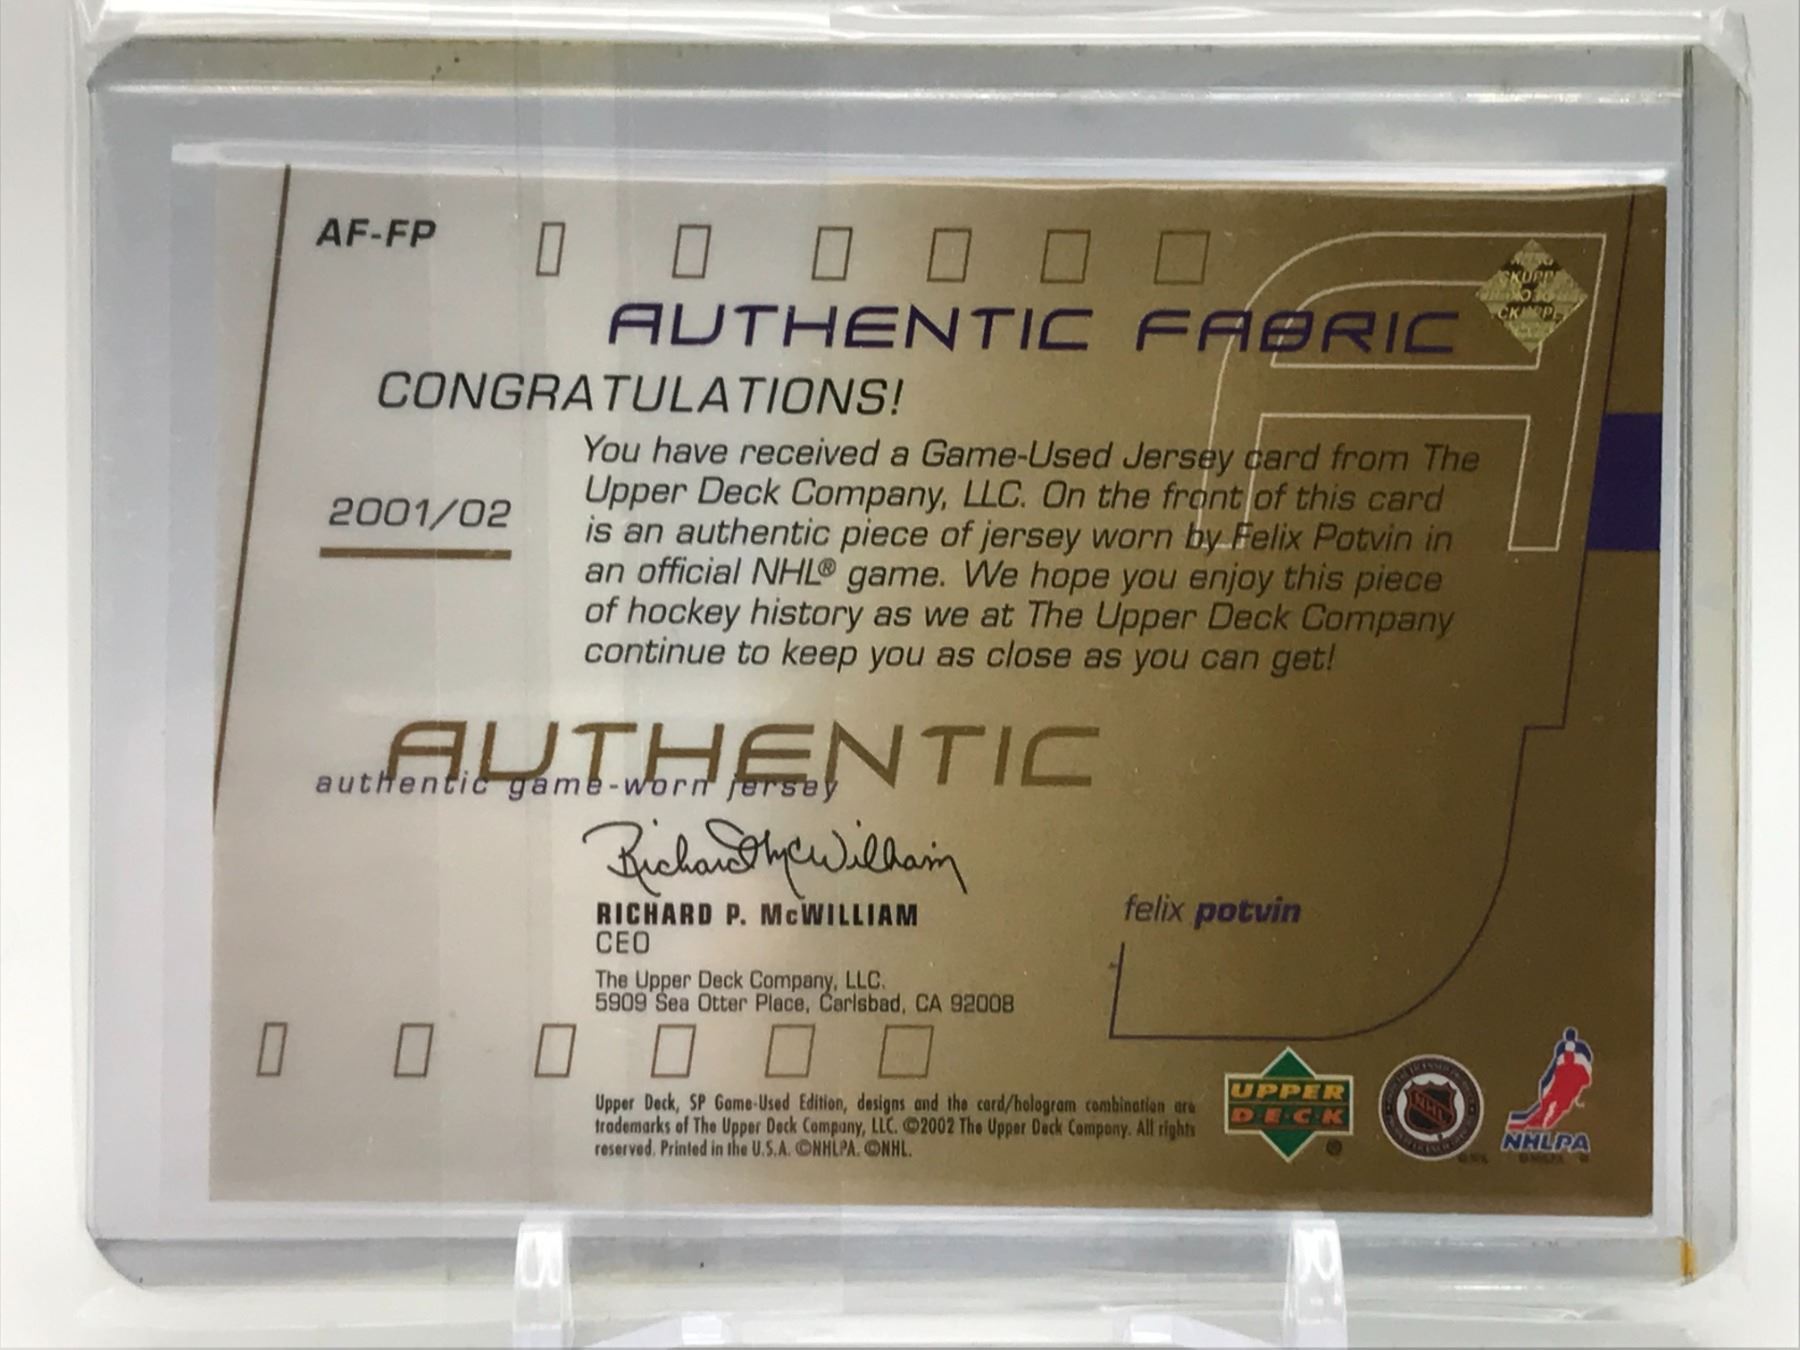 AF-FP
AUTHENTIC FABRIC
CONGRATULATIONS!
You have received a Game-Used Jersey card from The
Upper Deck Company, LLC. On the front of this card
is an authentic piece of jersey worn by Felix Potvin in
an official NHL® game. We hope you enjoy this piece
of hockey history as we at The Upper Deck Company
continue to keep you as close as you can get!
2001/02
AUTHENTIC
authentic game-worn jersey
Richard McWilliam
RICHARD P. McWILLIAM
CEO
The Upper Deck Company, LLC.
5909 Sea Otter Place, Carlsbad, CA 92008
felix potvin
Upper Deck, SP Game-Used Edition, designs and the card/hologram combination are
trademarks of The Upper Deck Company, LLC. ©2002 The Upper Deck Company. All rights
reserved. Printed in the U.S.A. ©NHLPA. ©NHL.
UPPER
DECK
NHL
NHLPA